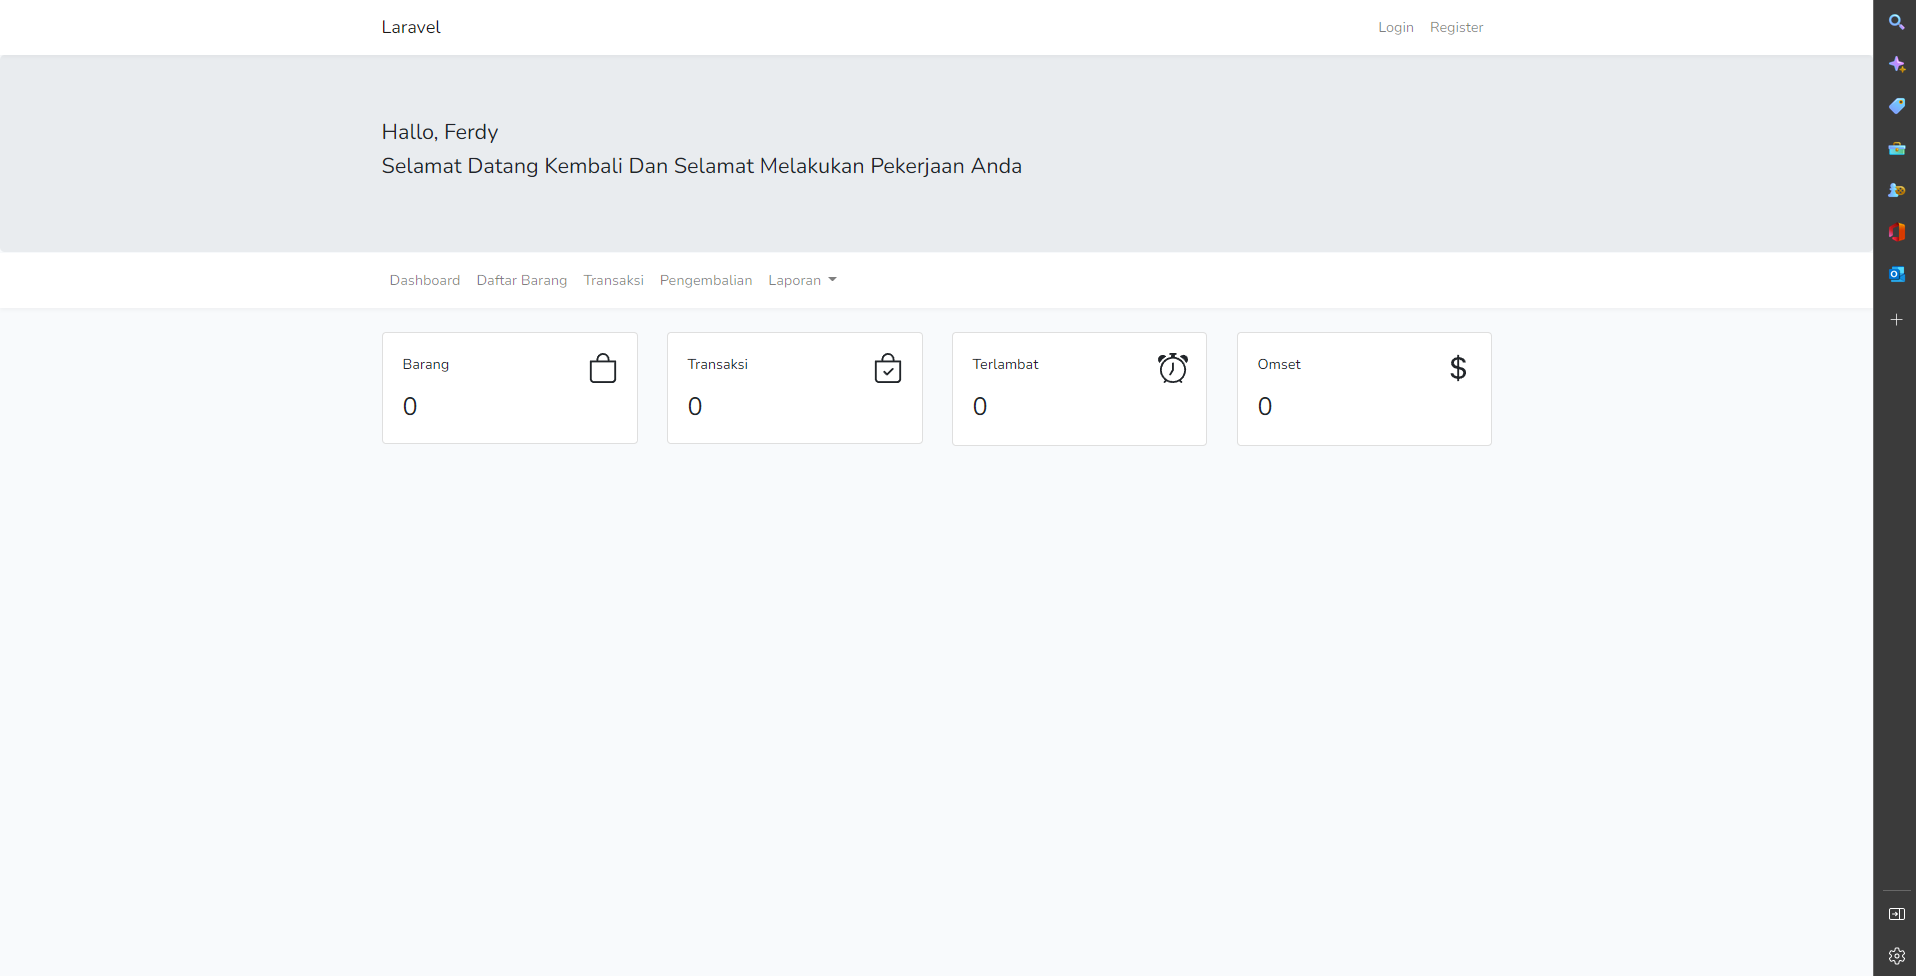 Laravel
Login Register
Hallo, Ferdy
Selamat Datang Kembali Dan Selamat Melakukan Pekerjaan Anda
Dashboard Daftar Barang Transaksi Pengembalian Laporan
Barang
0
Transaksi
0
Terlambat
0
Omset
$
0